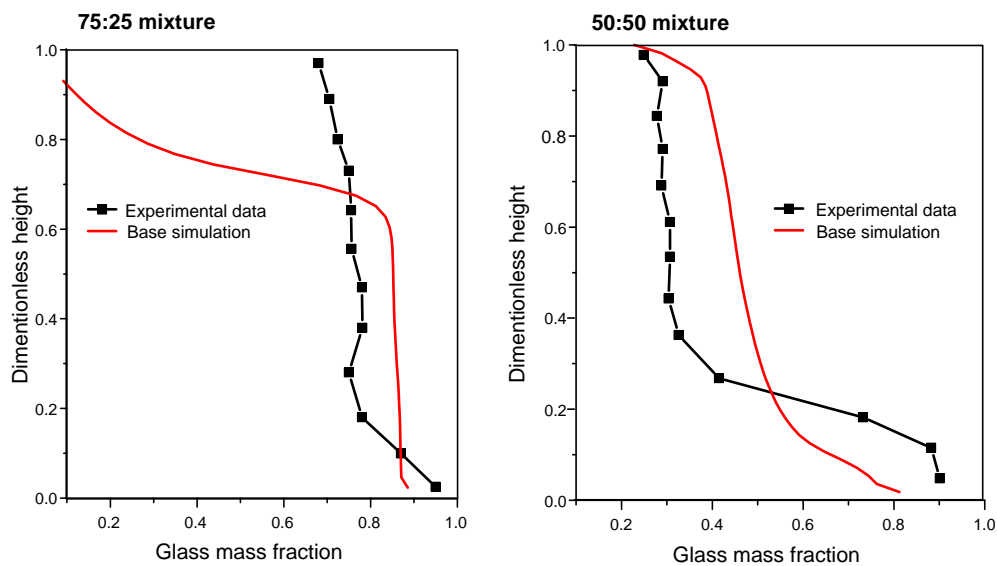 75:25 mixture
1.0
0.8
0.6
0.4
0.2
0.0
Dimentionless height
Experimental data
Base simulation
0.2
0.4
0.6
0.8
1.0
Glass mass fraction
50:50 mixture
1.0
0.8
0.6
0.4
0.2
0.0
Dimentionless height
Experimental data
Base simulation
0.2
0.4
0.6
0.8
1.0
Glass mass fraction